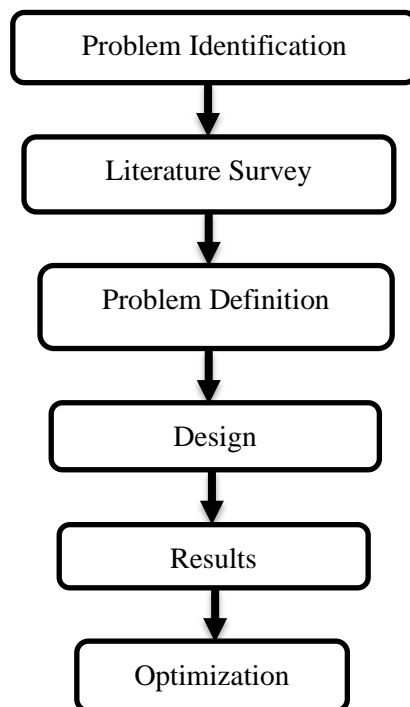 Problem Identification
Literature Survey
Problem Definition
Design
Results
Optimization